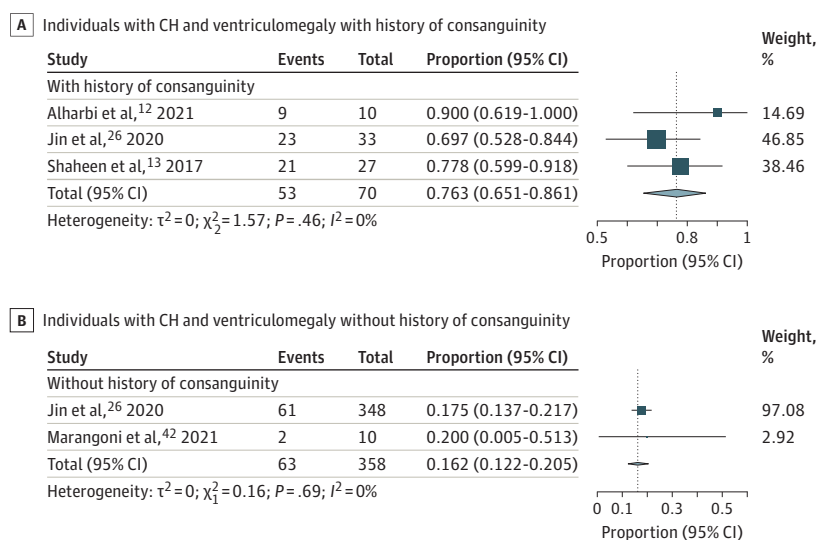 A Individuals with CH and ventriculomegaly with history of consanguinity
Weight, %
Study Events Total Proportion (95% CI)
With history of consanguinity
Alharbi et al,12 2021 9 10 0.900 (0.619-1.000) 14.69
Jin et al,26 2020 23 33 0.697 (0.528-0.844) 46.85
Shaheen et al,13 2017 21 27 0.778 (0.599-0.918) 38.46
Total (95% CI) 53 70 0.763 (0.651-0.861)
Heterogeneity: τ2 = 0; χ22 = 1.57; P = .46; I2 = 0%
0.5 0.8 1
Proportion (95% CI)
B Individuals with CH and ventriculomegaly without history of consanguinity
Weight, %
Study Events Total Proportion (95% CI)
Without history of consanguinity
Jin et al,26 2020 61 348 0.175 (0.137-0.217) 97.08
Marangoni et al,42 2021 2 10 0.200 (0.005-0.513) 2.92
Total (95% CI) 63 358 0.162 (0.122-0.205)
Heterogeneity: τ2 = 0; χ21 = 0.16; P = .69; I2 = 0%
0 0.1 0.3 0.5
Proportion (95% CI)